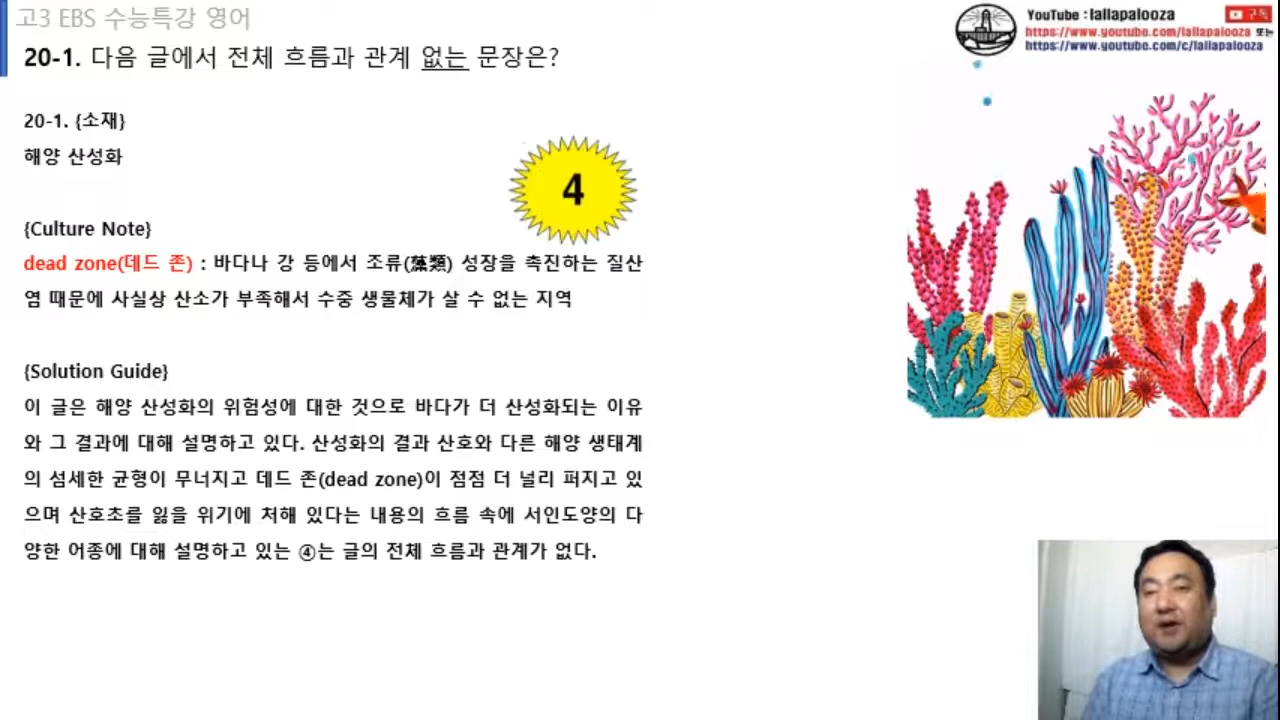 고3 EBS 수능특강 영어
20-1. 다음 글에서 전체 흐름과 관계 없는 문장은?
YouTube : lallapalooza
구독
https://www.youtube.com/lallapalooza 또는
https://www.youtube.com/c/lallapalooza
20-1. {소재}
해양 산성화
4
{Culture Note}
dead zone(데드 존) : 바다나 강 등에서 조류(藻類) 성장을 촉진하는 질산
염 때문에 사실상 산소가 부족해서 수중 생물체가 살 수 없는 지역
{Solution Guide}
이 글은 해양 산성화의 위험성에 대한 것으로 바다가 더 산성화되는 이유
와 그 결과에 대해 설명하고 있다. 산성화의 결과 산호와 다른 해양 생태계
의 섬세한 균형이 무너지고 데드 존(dead zone)이 점점 더 널리 퍼지고 있
으며 산호초를 잃을 위기에 처해 있다는 내용의 흐름 속에 서인도양의 다
양한 어종에 대해 설명하고 있는 ④는 글의 전체 흐름과 관계가 없다.